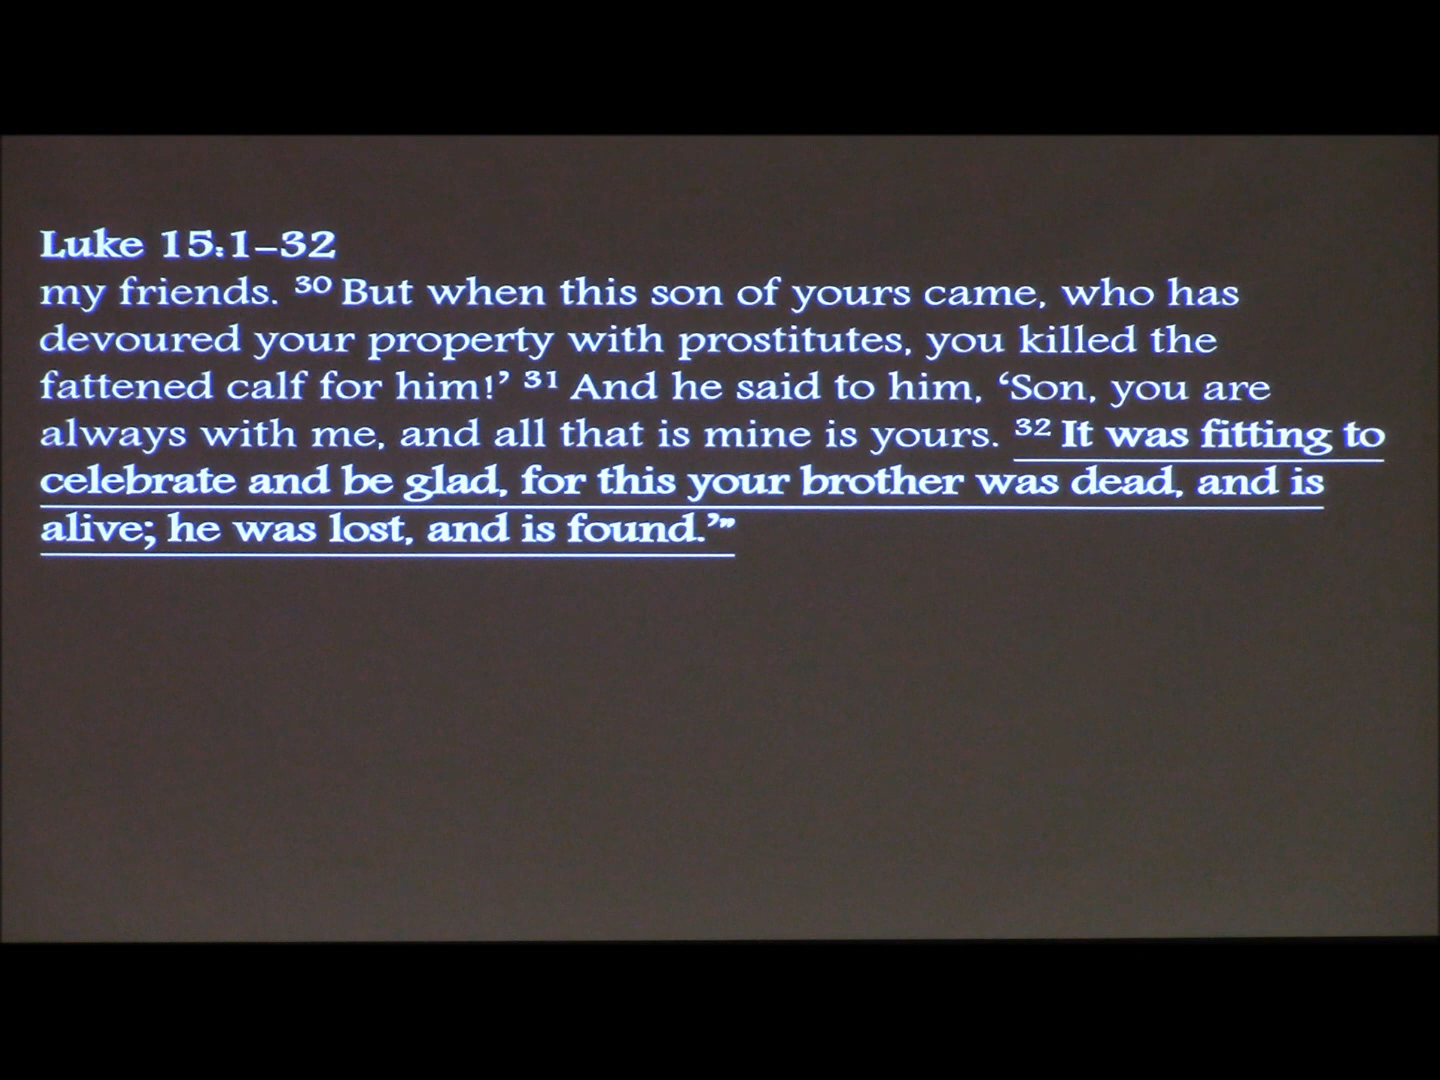 Luke 15:1–32
my friends. ³⁰ But when this son of yours came, who has
devoured your property with prostitutes, you killed the
fattened calf for him!’ ³¹ And he said to him, ‘Son, you are
always with me, and all that is mine is yours. ³² It was fitting to
celebrate and be glad, for this your brother was dead, and is
alive; he was lost, and is found.’”